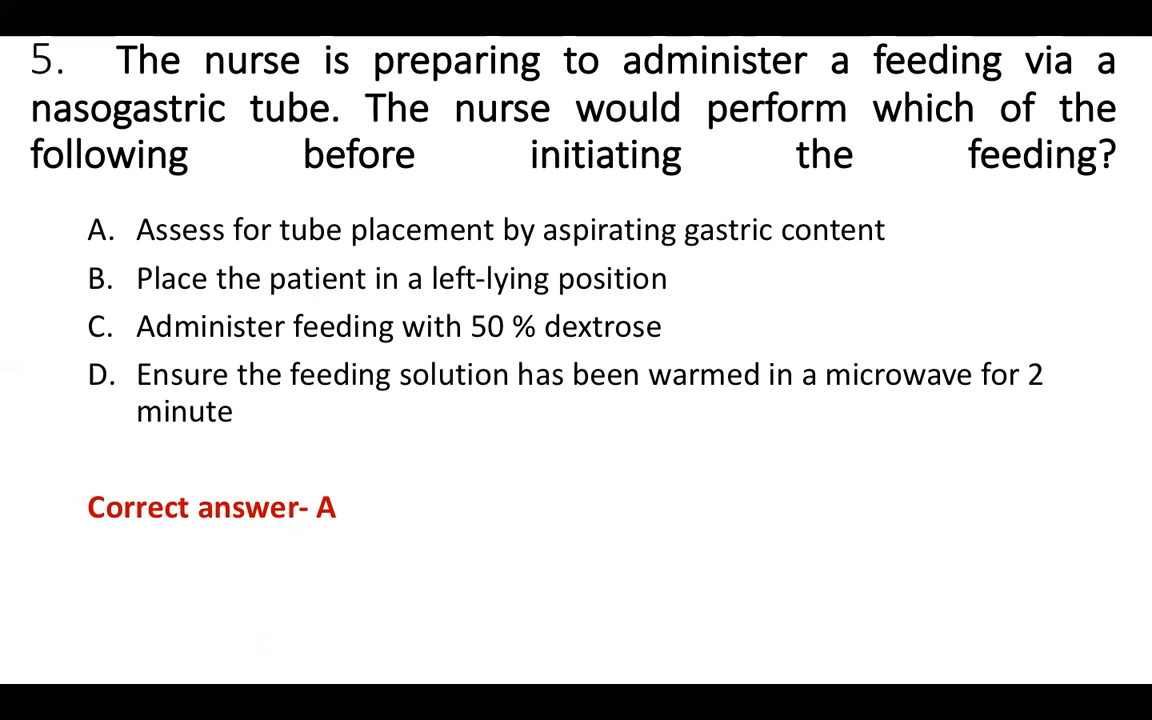 5. The nurse is preparing to administer a feeding via a
nasogastric tube. The nurse would perform which of the
following before initiating the feeding?
A. Assess for tube placement by aspirating gastric content
B. Place the patient in a left-lying position
C. Administer feeding with 50 % dextrose
D. Ensure the feeding solution has been warmed in a microwave for 2
minute
Correct answer- A